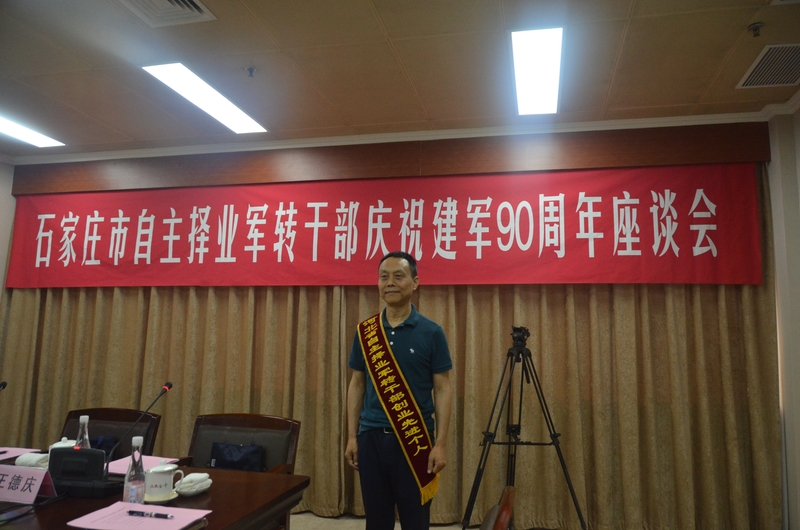 石家庄市自主择业军转干部庆祝建军90周年座谈会
河北省自主择业军转干部创业先进个人
王德庆